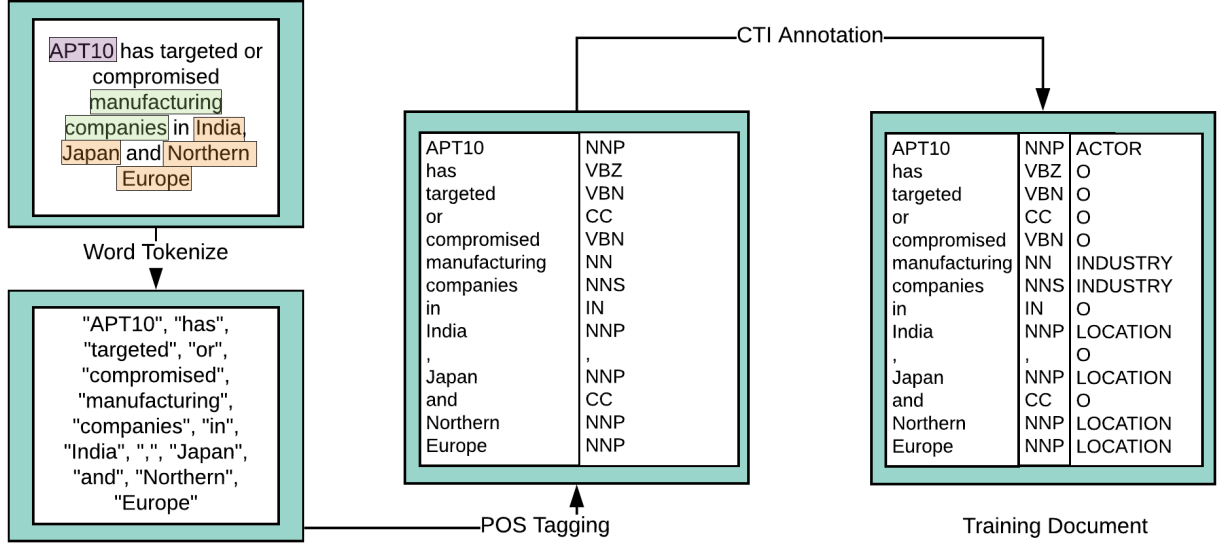 APT10 has targeted or
compromised
manufacturing
companies in India,
Japan and Northern
Europe
Word Tokenize
"APT10", "has",
"targeted", "or",
"compromised",
"manufacturing",
"companies", "in",
"India", ",", "Japan",
"and", "Northern",
"Europe"
POS Tagging
APT10 NNP
has VBZ
targeted VBN
or CC
compromised VBN
manufacturing NN
companies NNS
in IN
India NNP
, ,
Japan NNP
and CC
Northern NNP
Europe NNP
CTI Annotation
APT10 NNP ACTOR
has VBZ O
targeted VBN O
or CC O
compromised VBN O
manufacturing NN INDUSTRY
companies NNS INDUSTRY
in IN O
India NNP LOCATION
, , O
Japan NNP LOCATION
and CC O
Northern NNP LOCATION
Europe NNP LOCATION
Training Document